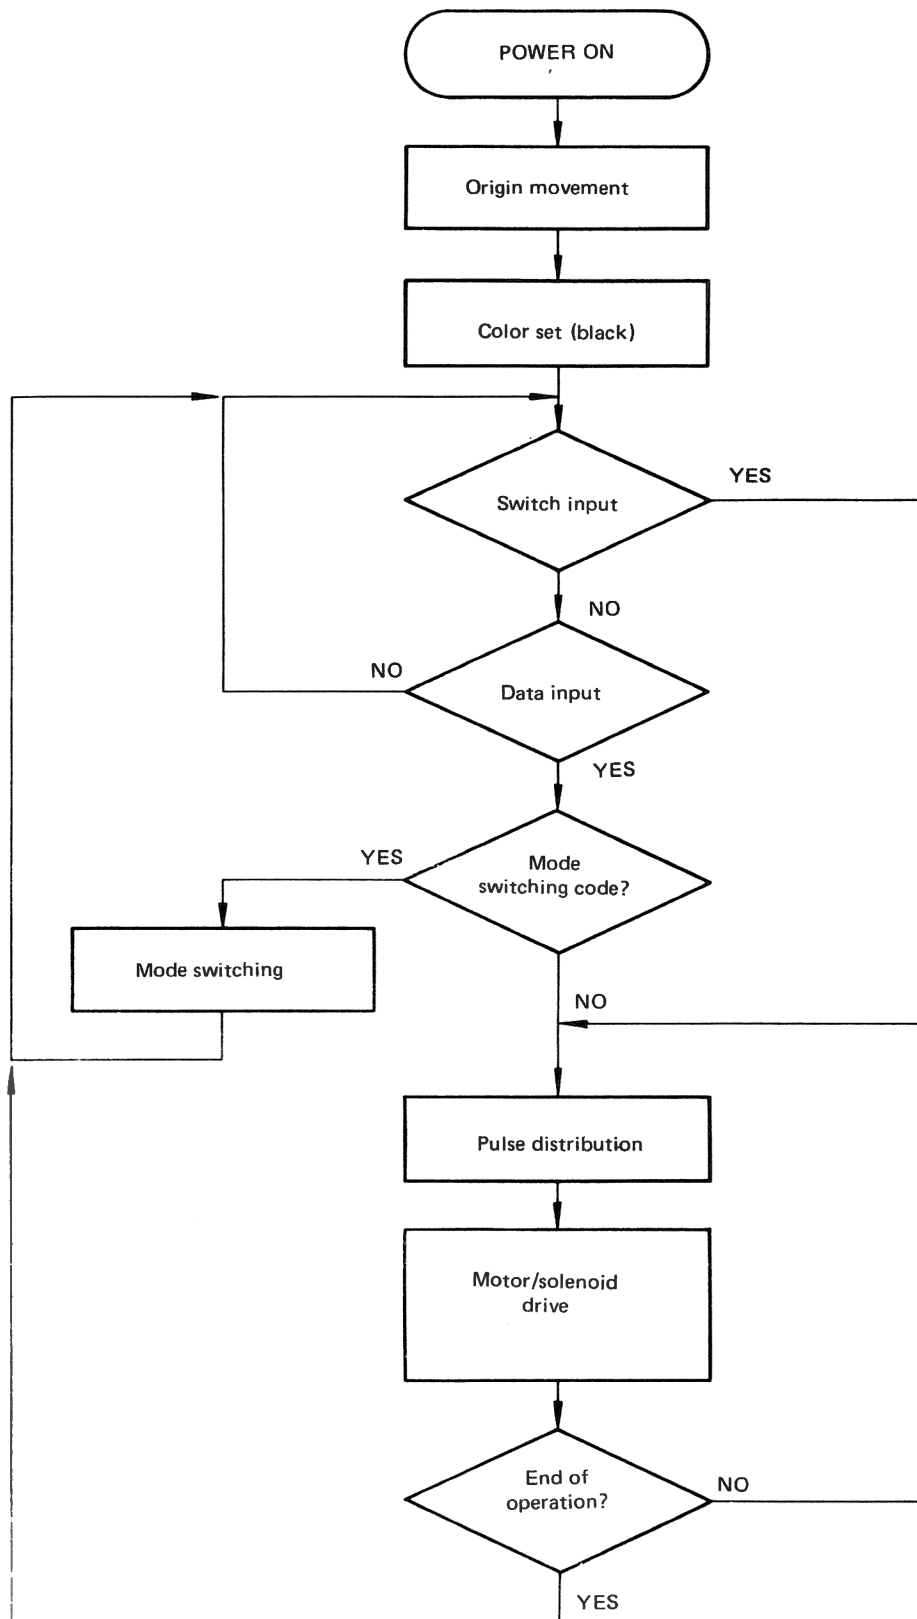 POWER ON
Origin movement
Color set (black)
Switch input
YES
NO
Data input
NO
YES
Mode
switching code?
YES
Mode switching
NO
Pulse distribution
Motor/solenoid
drive
End of
operation?
NO
YES